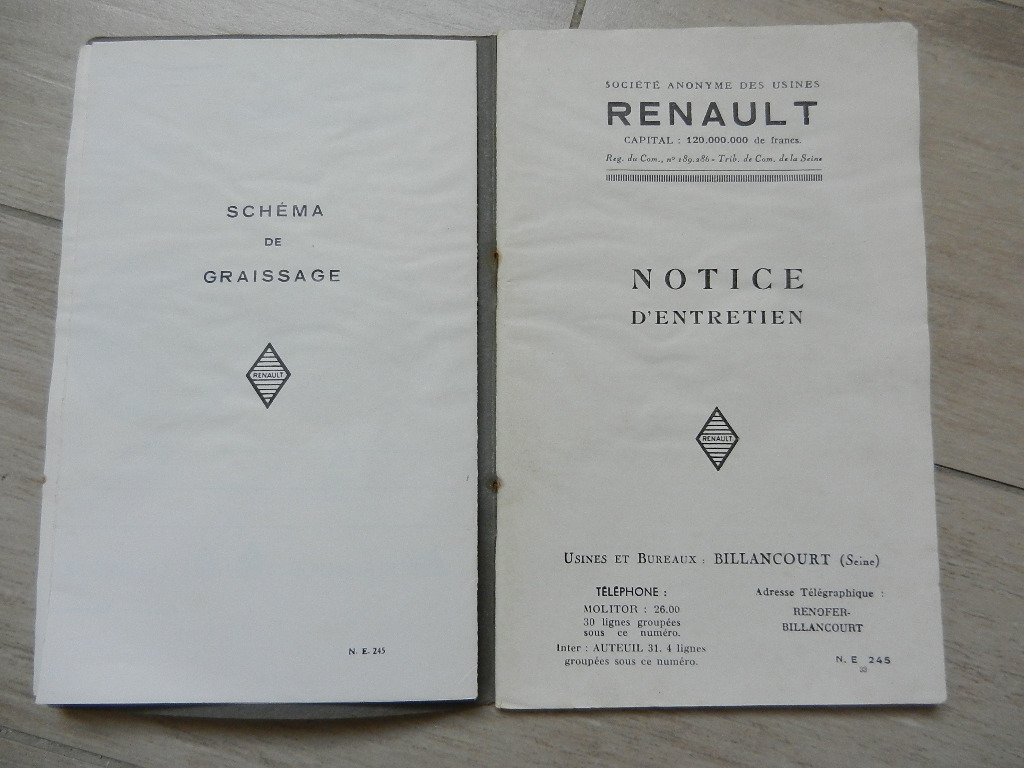 SCHÉMA
DE
GRAISSAGE
RENAULT
N. E. 245
SOCIÉTÉ ANONYME DES USINES
RENAULT
CAPITAL : 120.000.000 de francs.
Reg. du Com., nº 189.286 - Trib. de Com. de la Seine
NOTICE
D'ENTRETIEN
RENAULT
USINES ET BUREAUX : BILLANCOURT (Seine)
TÉLÉPHONE :
MOLITOR : 26.00
30 lignes groupées
sous ce numéro.
Inter : AUTEUIL 31. 4 lignes
groupées sous ce numéro.
Adresse Télégraphique :
RENOFER-
BILLANCOURT
N. E 245